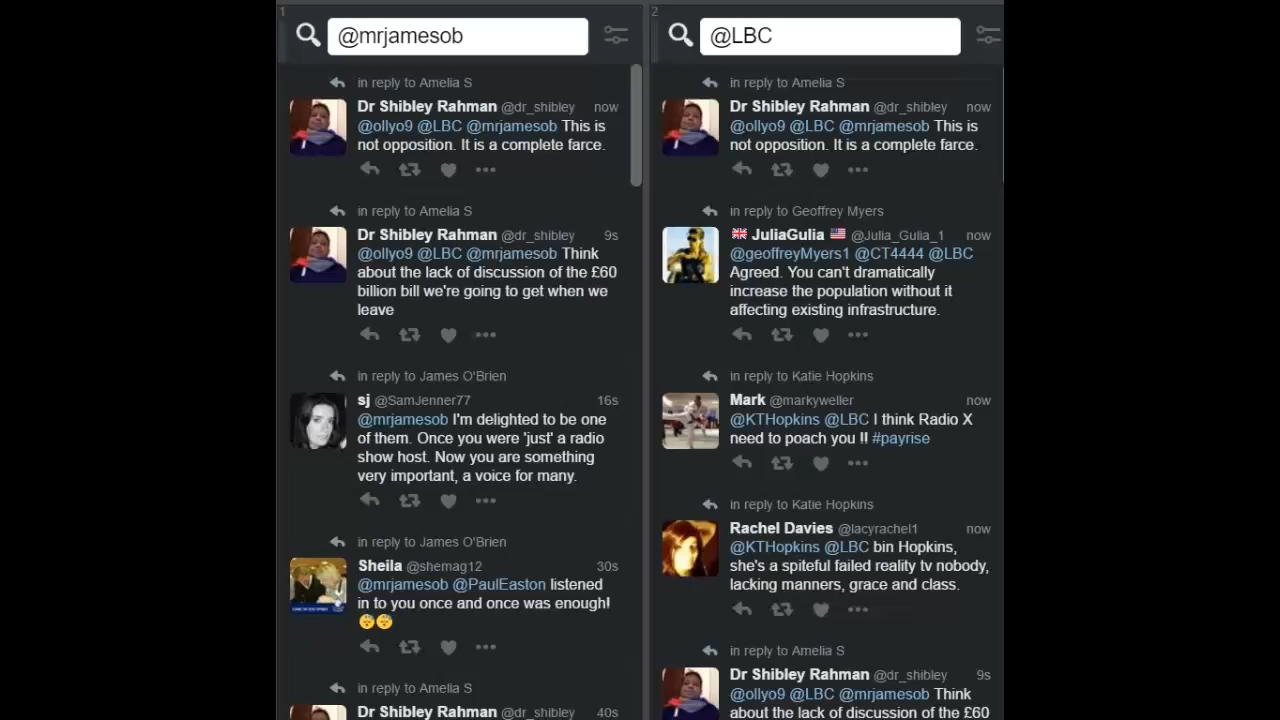 1
@mrjamesob
in reply to Amelia S
Dr Shibley Rahman @dr_shibley now
@ollyo9 @LBC @mrjamesob This is
not opposition. It is a complete farce.
in reply to Amelia S
Dr Shibley Rahman @dr_shibley 9s
@ollyo9 @LBC @mrjamesob Think
about the lack of discussion of the £60
billion bill we're going to get when we
leave
in reply to James O'Brien
sj @SamJenner77 16s
@mrjamesob I'm delighted to be one
of them. Once you were 'just' a radio
show host. Now you are something
very important, a voice for many.
in reply to James O'Brien
Sheila @shemag12 30s
@mrjamesob @PaulEaston listened
in to you once and once was enough!
😴😴
in reply to Amelia S
Dr Shibley Rahman @dr_shibley 40s
2
@LBC
in reply to Amelia S
Dr Shibley Rahman @dr_shibley now
@ollyo9 @LBC @mrjamesob This is
not opposition. It is a complete farce.
in reply to Geoffrey Myers
🇬🇧 JuliaGulia 🇺🇸 @Julia_Gulia_1 now
@geoffreyMyers1 @CT4444 @LBC
Agreed. You can't dramatically
increase the population without it
affecting existing infrastructure.
in reply to Katie Hopkins
Mark @markyweller now
@KTHopkins @LBC I think Radio X
need to poach you !! #payrise
in reply to Katie Hopkins
Rachel Davies @lacyrachel1 now
@KTHopkins @LBC bin Hopkins,
she's a spiteful failed reality tv nobody,
lacking manners, grace and class.
in reply to Amelia S
Dr Shibley Rahman @dr_shibley 9s
@ollyo9 @LBC @mrjamesob Think
about the lack of discussion of the £60